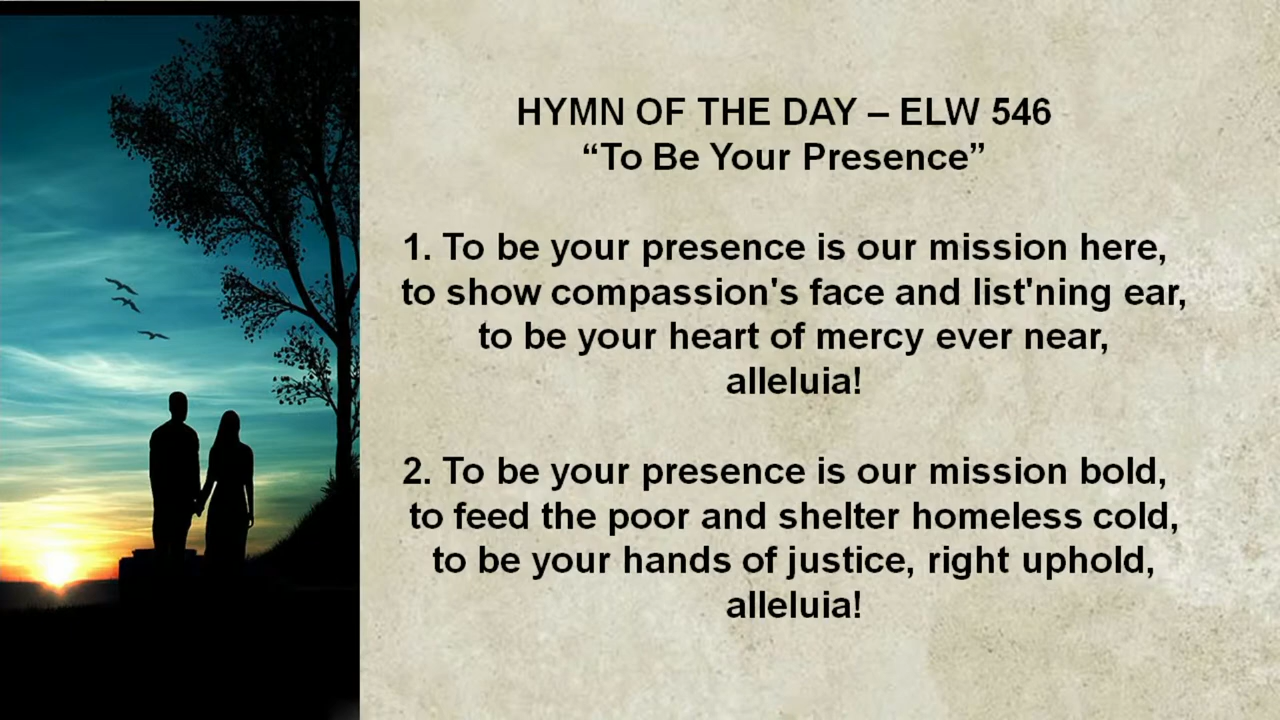 HYMN OF THE DAY – ELW 546
“To Be Your Presence”
1. To be your presence is our mission here,
to show compassion's face and list'ning ear,
to be your heart of mercy ever near,
alleluia!
2. To be your presence is our mission bold,
to feed the poor and shelter homeless cold,
to be your hands of justice, right uphold,
alleluia!